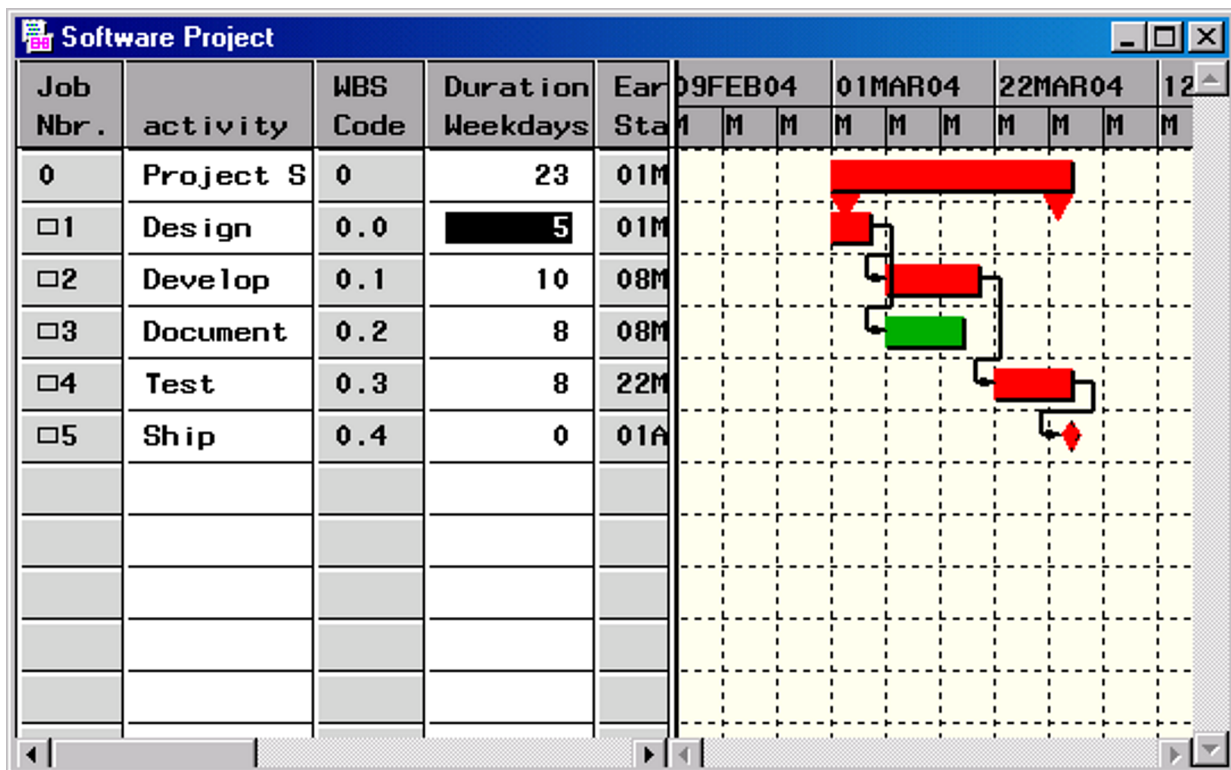 Software Project
Job Nbr. activity WBS Code Duration Weekdays Ear Sta 09FEB04 01MAR04 22MAR04 12
M M M M M M M M M M
0 Project S 0 23 01M
1 Design 0.0 5 01M
2 Develop 0.1 10 08M
3 Document 0.2 8 08M
4 Test 0.3 8 22M
5 Ship 0.4 0 01A